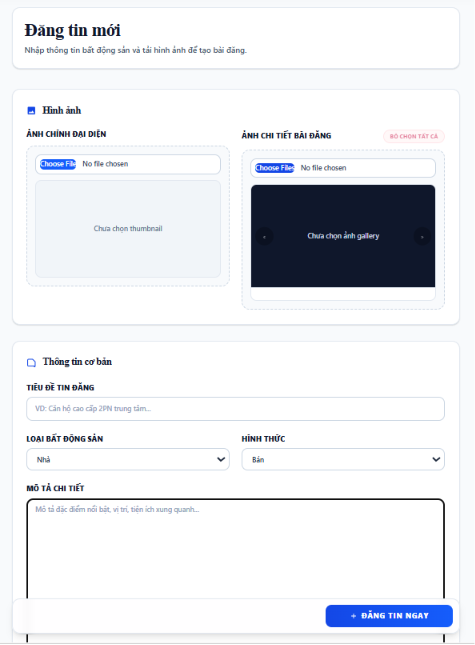 Đăng tin mới
Nhập thông tin bất động sản và tải hình ảnh để tạo bài đăng.
Hình ảnh
ẢNH CHÍNH ĐẠI DIỆN
Choose File No file chosen
Chưa chọn thumbnail
ẢNH CHI TIẾT BÀI ĐĂNG
BỎ CHỌN TẤT CẢ
Choose Files No file chosen
Chưa chọn ảnh gallery
Thông tin cơ bản
TIÊU ĐỀ TIN ĐĂNG
VD: Căn hộ cao cấp 2PN trung tâm...
LOẠI BẤT ĐỘNG SẢN
Nhà
HÌNH THỨC
Bán
MÔ TẢ CHI TIẾT
Mô tả đặc điểm nổi bật, vị trí, tiện ích xung quanh...
+ ĐĂNG TIN NGAY